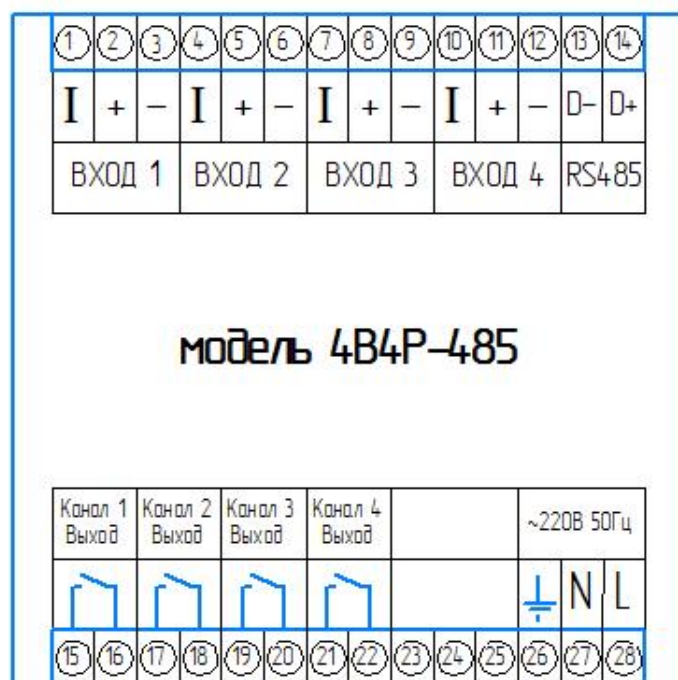 1 2 3 4 5 6 7 8 9 10 11 12 13 14
I + − I + − I + − I + − D− D+
ВХОД 1 ВХОД 2 ВХОД 3 ВХОД 4 RS485
модель 4В4Р−485
Канал 1 Канал 2 Канал 3 Канал 4
Выход Выход Выход Выход ~220В 50Гц
N L
15 16 17 18 19 20 21 22 23 24 25 26 27 28